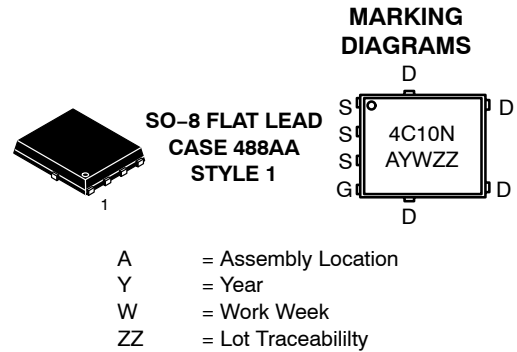 MARKING
DIAGRAMS
D
SO−8 FLAT LEAD
CASE 488AA
STYLE 1
1
S
S
S
G
4C10N
AYWZZ
D
D
D
A = Assembly Location
Y = Year
W = Work Week
ZZ = Lot Traceabililty